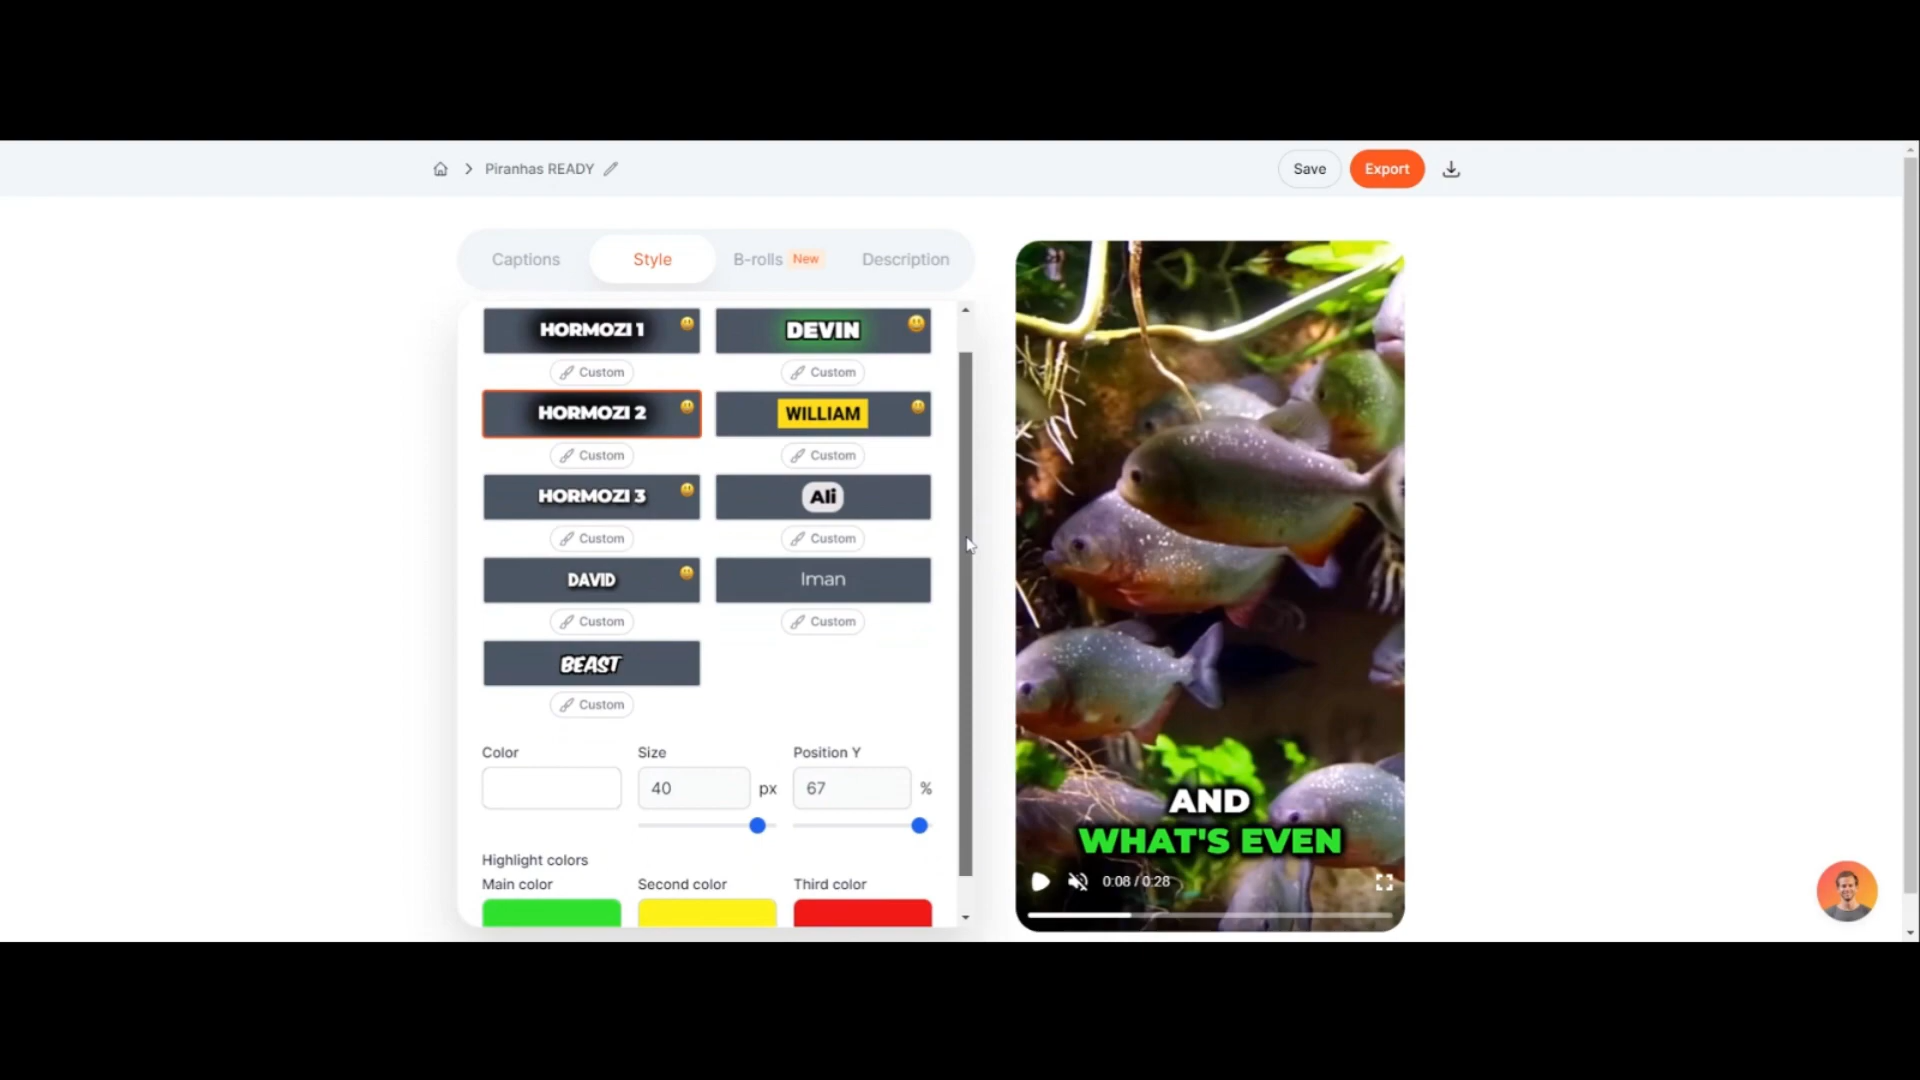 Piranhas READY
Save
Export
Captions
Style
B-rolls New
Description
HORMOZI 1
DEVIN
Custom
Custom
HORMOZI 2
WILLIAM
Custom
Custom
HORMOZI 3
Ali
Custom
Custom
DAVID
Iman
Custom
Custom
BEAST
Custom
Color
Size
Position Y
40 px
67 %
Highlight colors
Main color
Second color
Third color
AND
WHAT'S EVEN
0:08 / 0:28